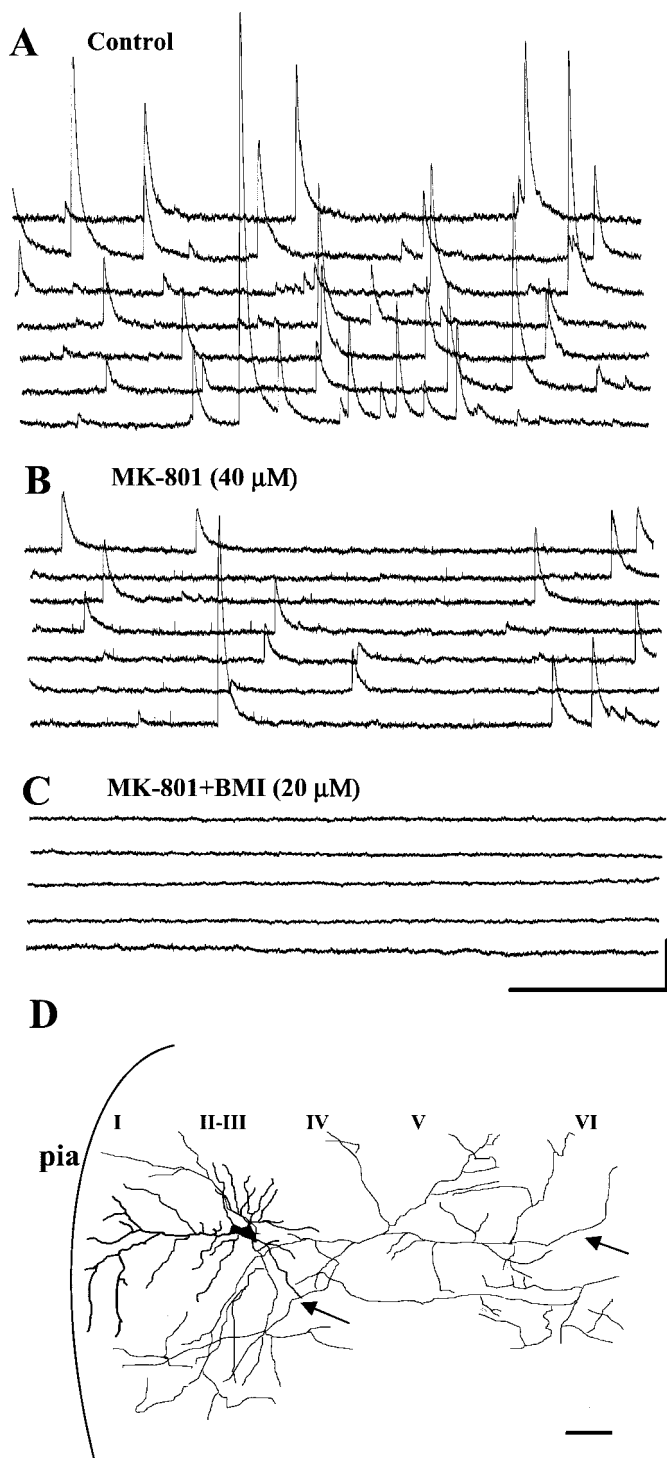 A Control
B MK-801 (40 μM)
C MK-801+BMI (20 μM)
D
I II-III IV V VI
pia